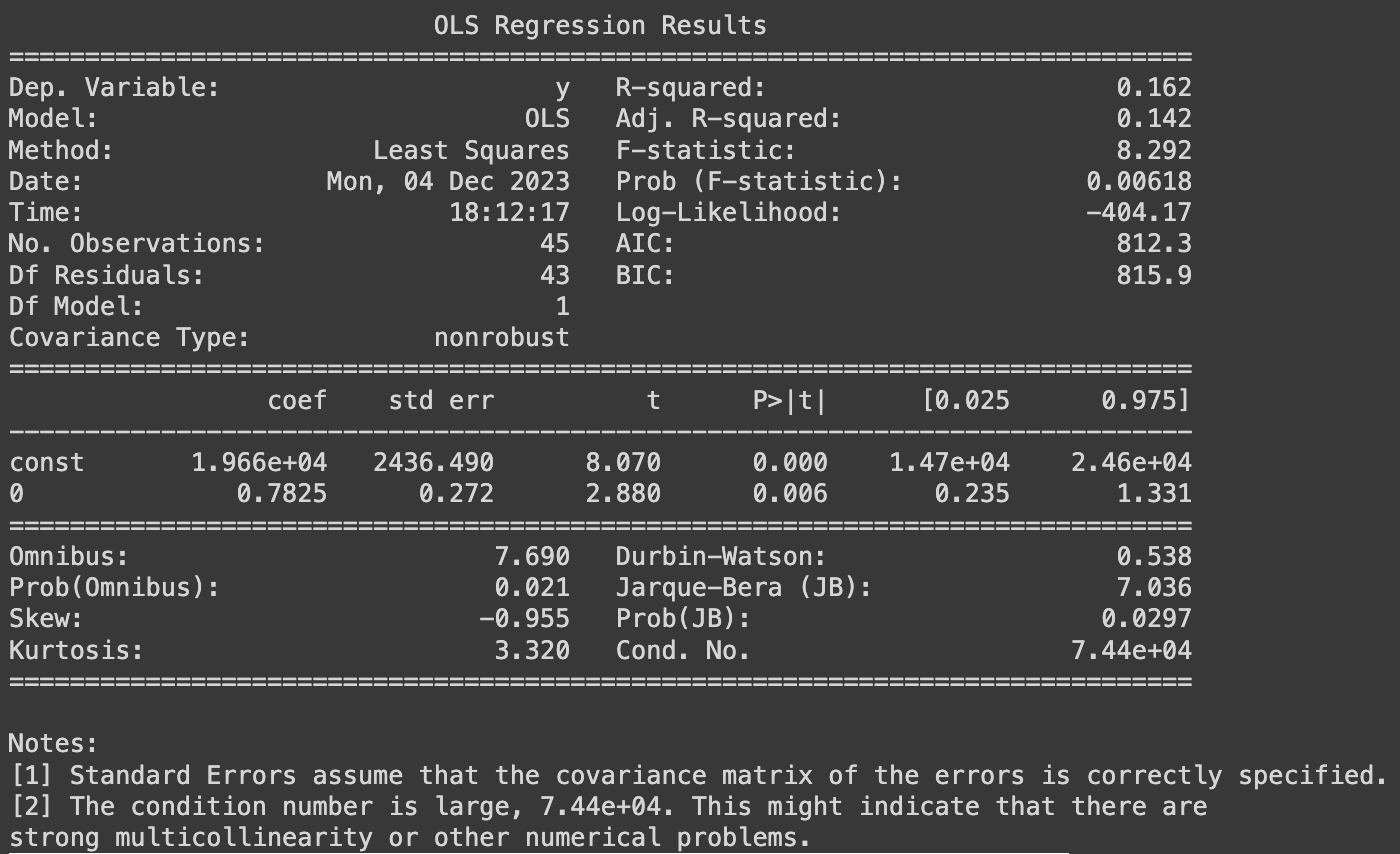 OLS Regression Results
==============================================================================
Dep. Variable:                      y   R-squared:                       0.162
Model:                            OLS   Adj. R-squared:                  0.142
Method:                 Least Squares   F-statistic:                     8.292
Date:                Mon, 04 Dec 2023   Prob (F-statistic):            0.00618
Time:                        18:12:17   Log-Likelihood:                -404.17
No. Observations:                  45   AIC:                             812.3
Df Residuals:                      43   BIC:                             815.9
Df Model:                           1
Covariance Type:            nonrobust
==============================================================================
                 coef    std err          t      P>|t|      [0.025      0.975]
------------------------------------------------------------------------------
const       1.966e+04   2436.490      8.070      0.000    1.47e+04    2.46e+04
0              0.7825      0.272      2.880      0.006       0.235       1.331
==============================================================================
Omnibus:                        7.690   Durbin-Watson:                   0.538
Prob(Omnibus):                  0.021   Jarque-Bera (JB):                7.036
Skew:                          -0.955   Prob(JB):                       0.0297
Kurtosis:                       3.320   Cond. No.                     7.44e+04
==============================================================================
Notes:
[1] Standard Errors assume that the covariance matrix of the errors is correctly specified.
[2] The condition number is large, 7.44e+04. This might indicate that there are
strong multicollinearity or other numerical problems.